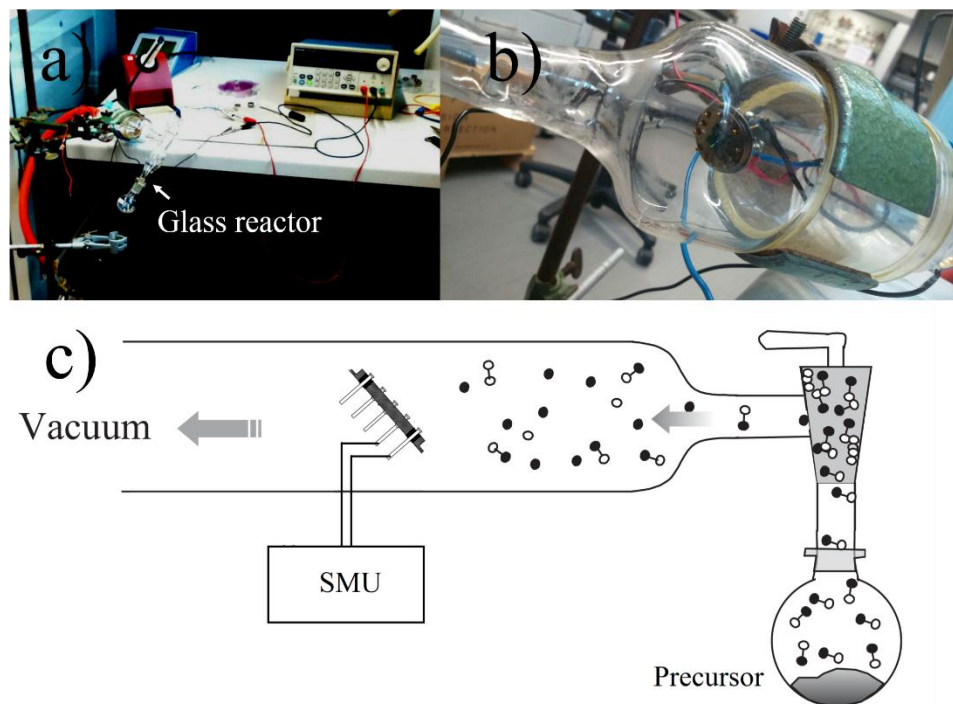 a)
b)
Glass reactor
c)
Vacuum
SMU
Precursor